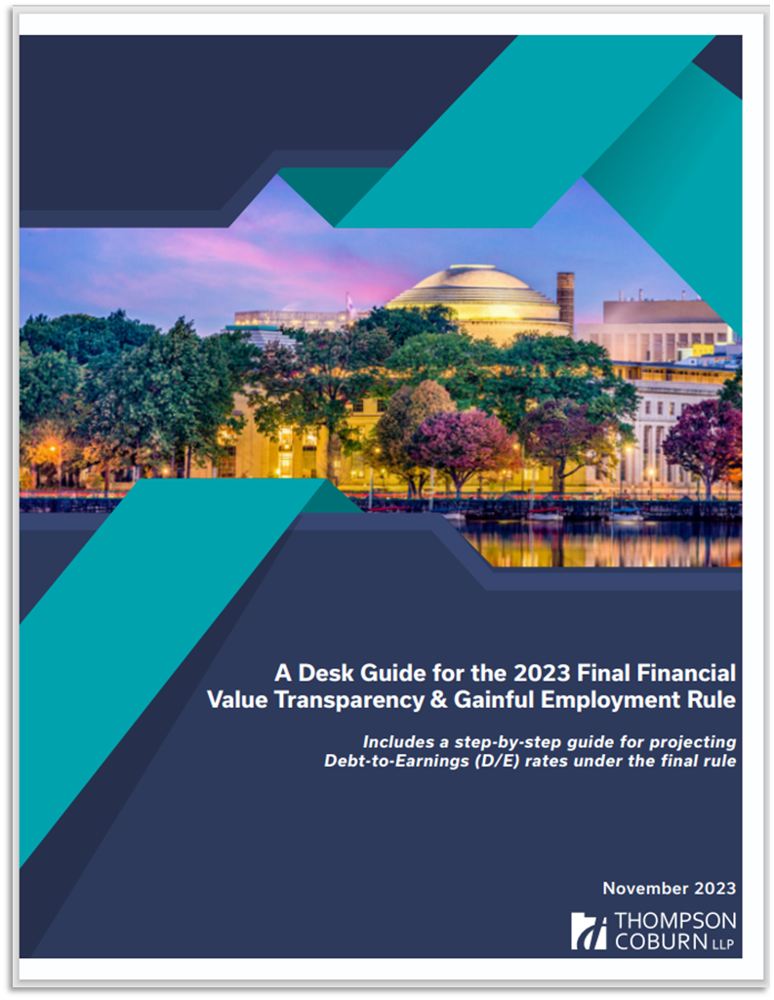 A Desk Guide for the 2023 Final Financial
Value Transparency & Gainful Employment Rule
Includes a step-by-step guide for projecting
Debt-to-Earnings (D/E) rates under the final rule
November 2023
THOMPSON
COBURN LLP